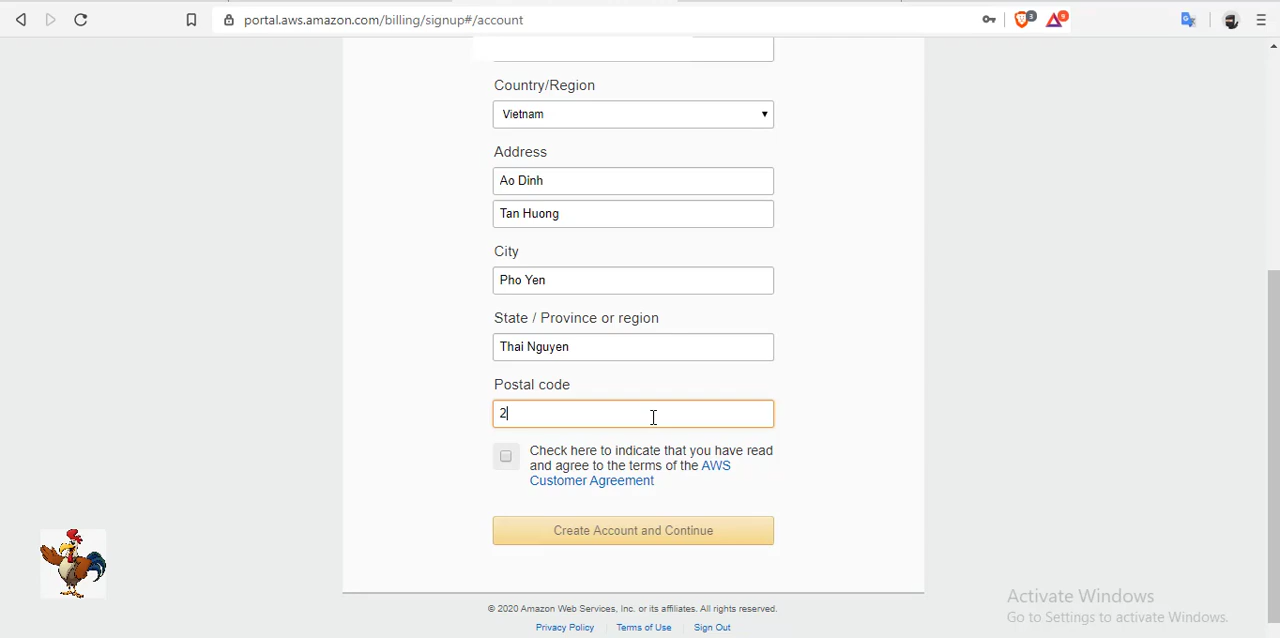 portal.aws.amazon.com/billing/signup#/account
3
Country/Region
Vietnam
Address
Ao Dinh
Tan Huong
City
Pho Yen
State / Province or region
Thai Nguyen
Postal code
2
Check here to indicate that you have read
and agree to the terms of the AWS
Customer Agreement
Create Account and Continue
Activate Windows
Go to Settings to activate Windows.
© 2020 Amazon Web Services, Inc. or its affiliates. All rights reserved.
Privacy Policy Terms of Use Sign Out